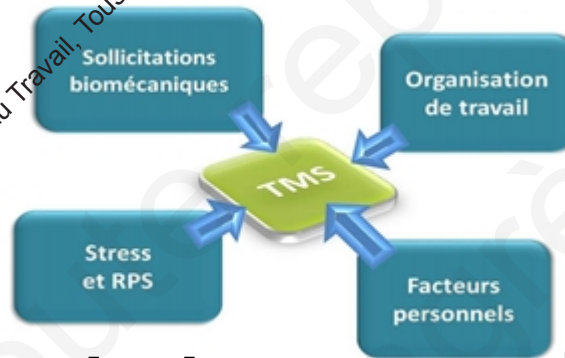 u Travail, Tous
Sollicitations
biomécaniques
Organisation
de travail
TMS
Stress
et RPS
Facteurs
personnels